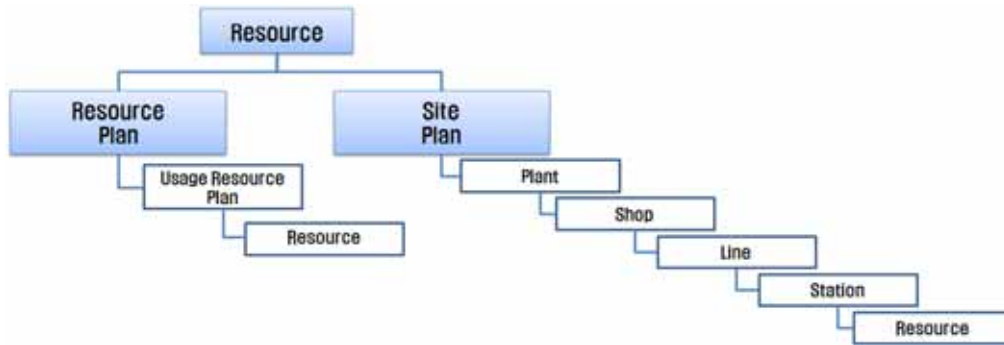 Resource
Resource
Plan
Site
Plan
Usage Resource
Plan
Resource
Plant
Shop
Line
Station
Resource